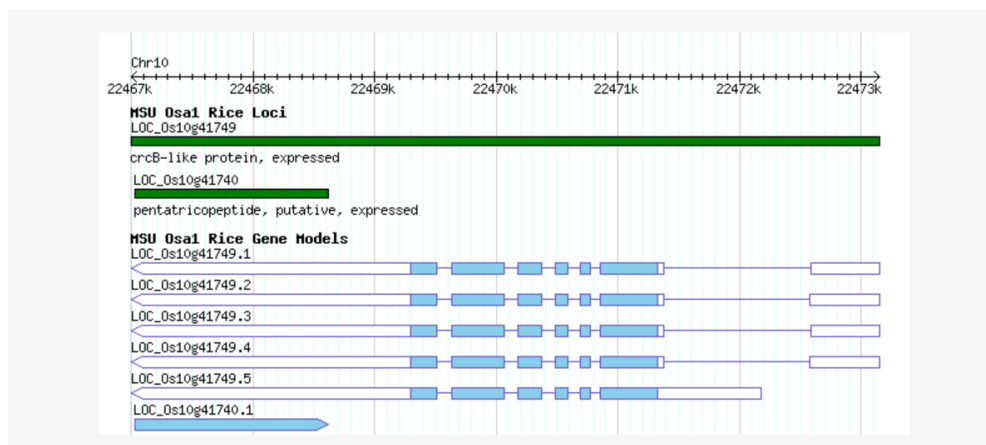 Chr10
22467k 22468k 22469k 22470k 22471k 22472k 22473k
MSU Osa1 Rice Loci
LOC_Os10g41749
crcB-like protein, expressed
LOC_Os10g41740
pentatricopeptide, putative, expressed
MSU Osa1 Rice Gene Models
LOC_Os10g41749.1
LOC_Os10g41749.2
LOC_Os10g41749.3
LOC_Os10g41749.4
LOC_Os10g41749.5
LOC_Os10g41740.1